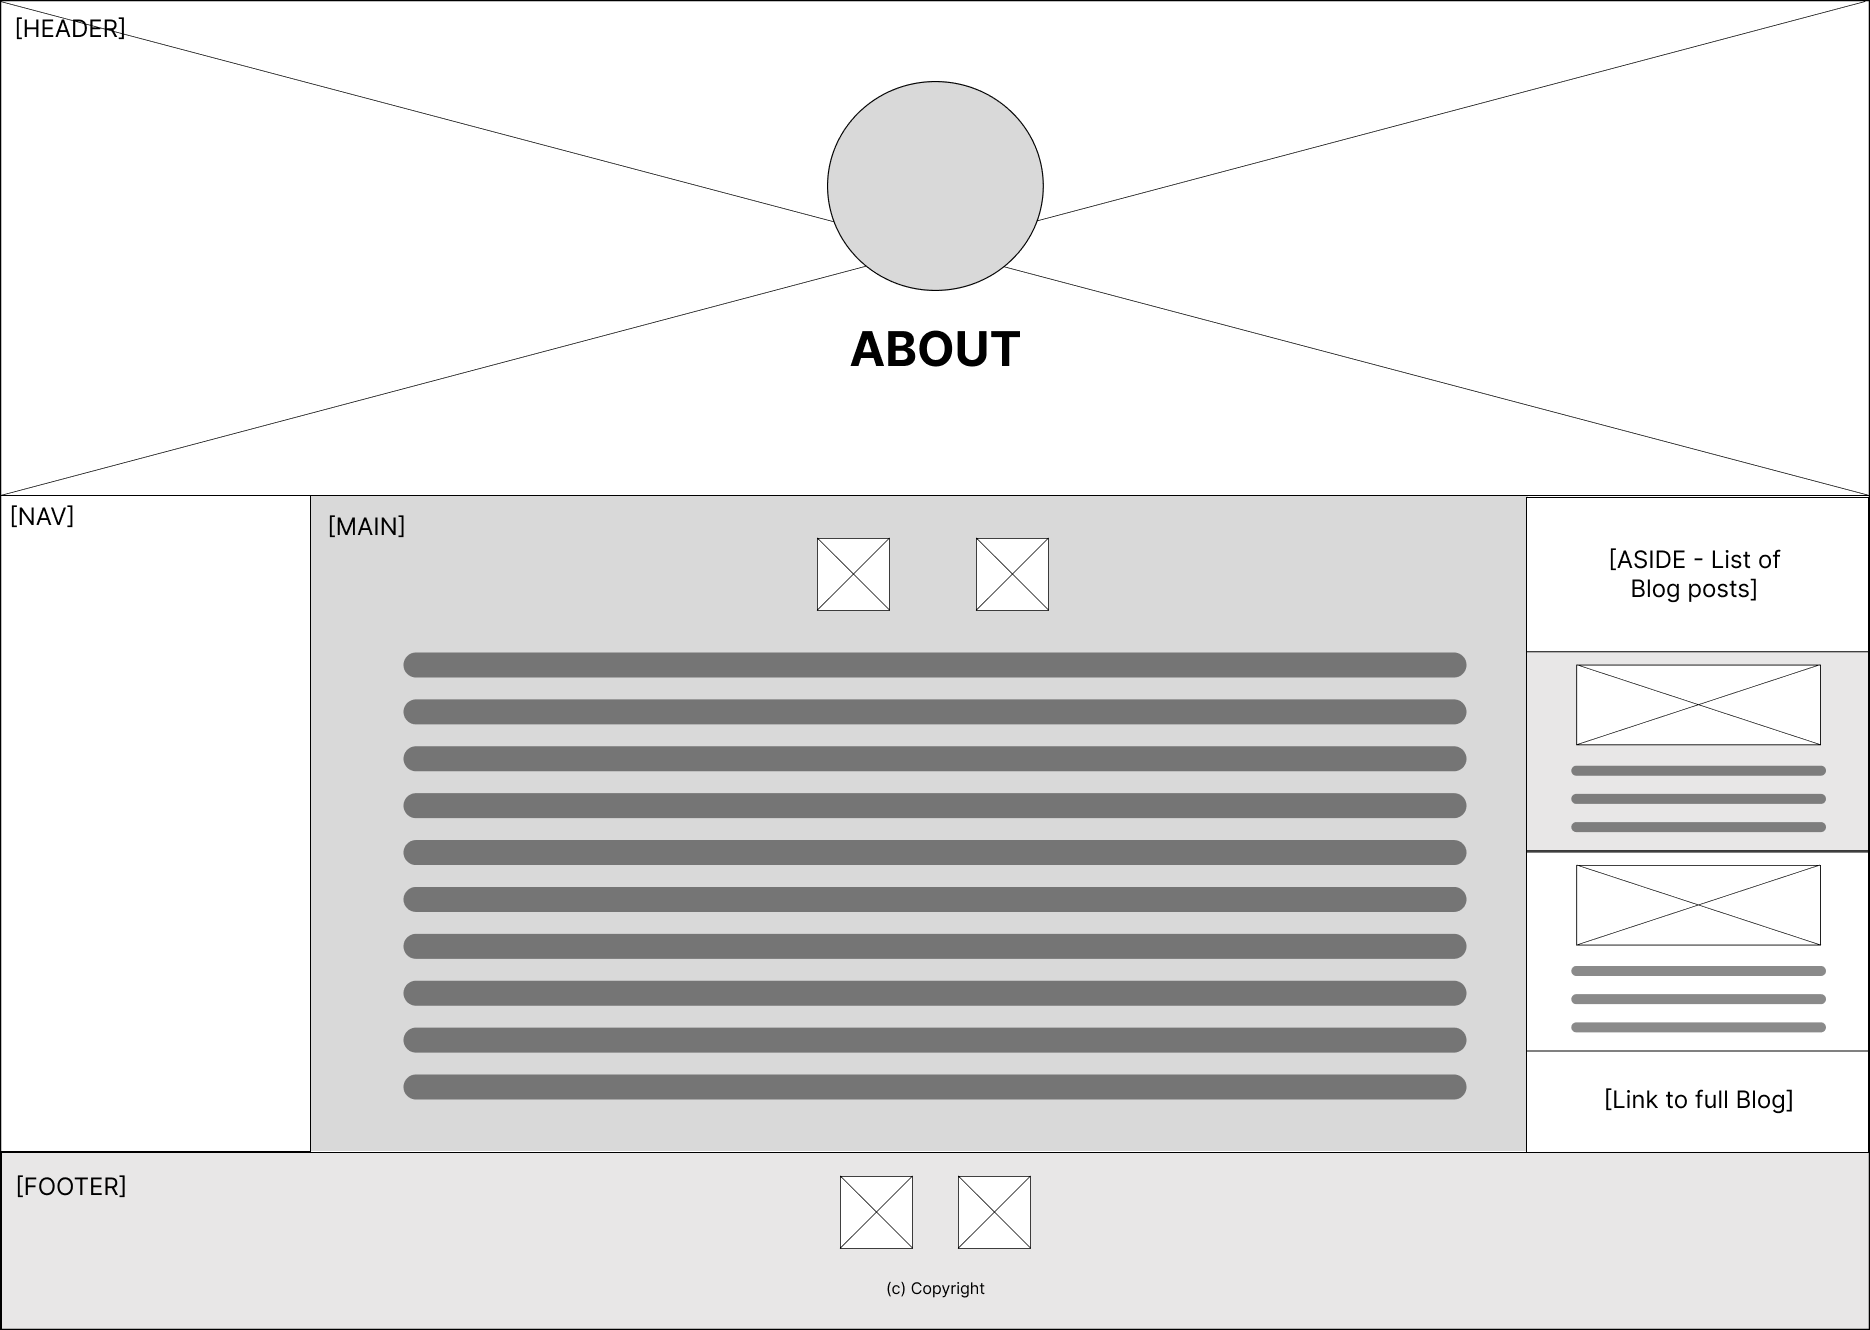 [HEADER]
ABOUT
[NAV]
[MAIN]
[ASIDE - List of
Blog posts]
[Link to full Blog]
[FOOTER]
(c) Copyright